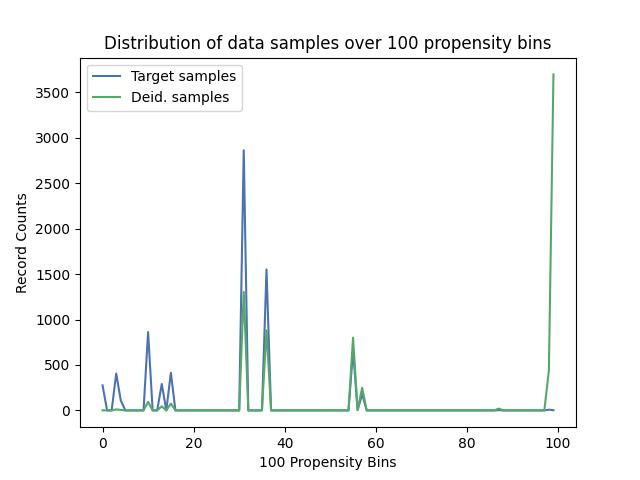 Distribution of data samples over 100 propensity bins
Target samples
Deid. samples
3500
3000
2500
2000
1500
1000
500
0
Record Counts
0 20 40 60 80 100
100 Propensity Bins